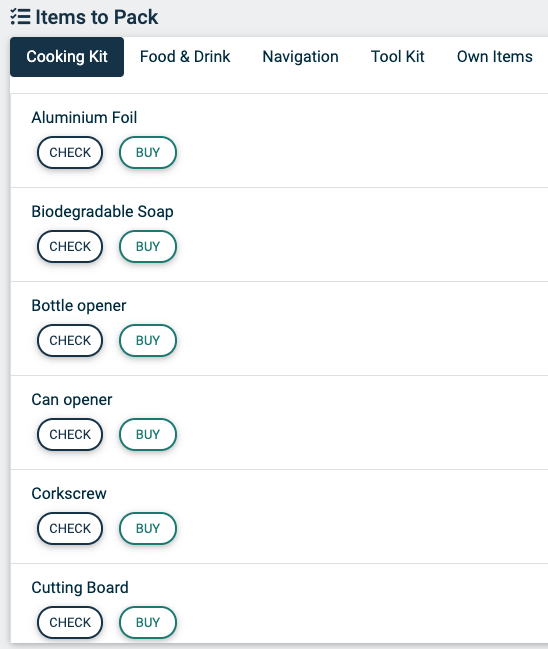 Items to Pack
Cooking Kit Food & Drink Navigation Tool Kit Own Items
Aluminium Foil
CHECK BUY
Biodegradable Soap
CHECK BUY
Bottle opener
CHECK BUY
Can opener
CHECK BUY
Corkscrew
CHECK BUY
Cutting Board
CHECK BUY